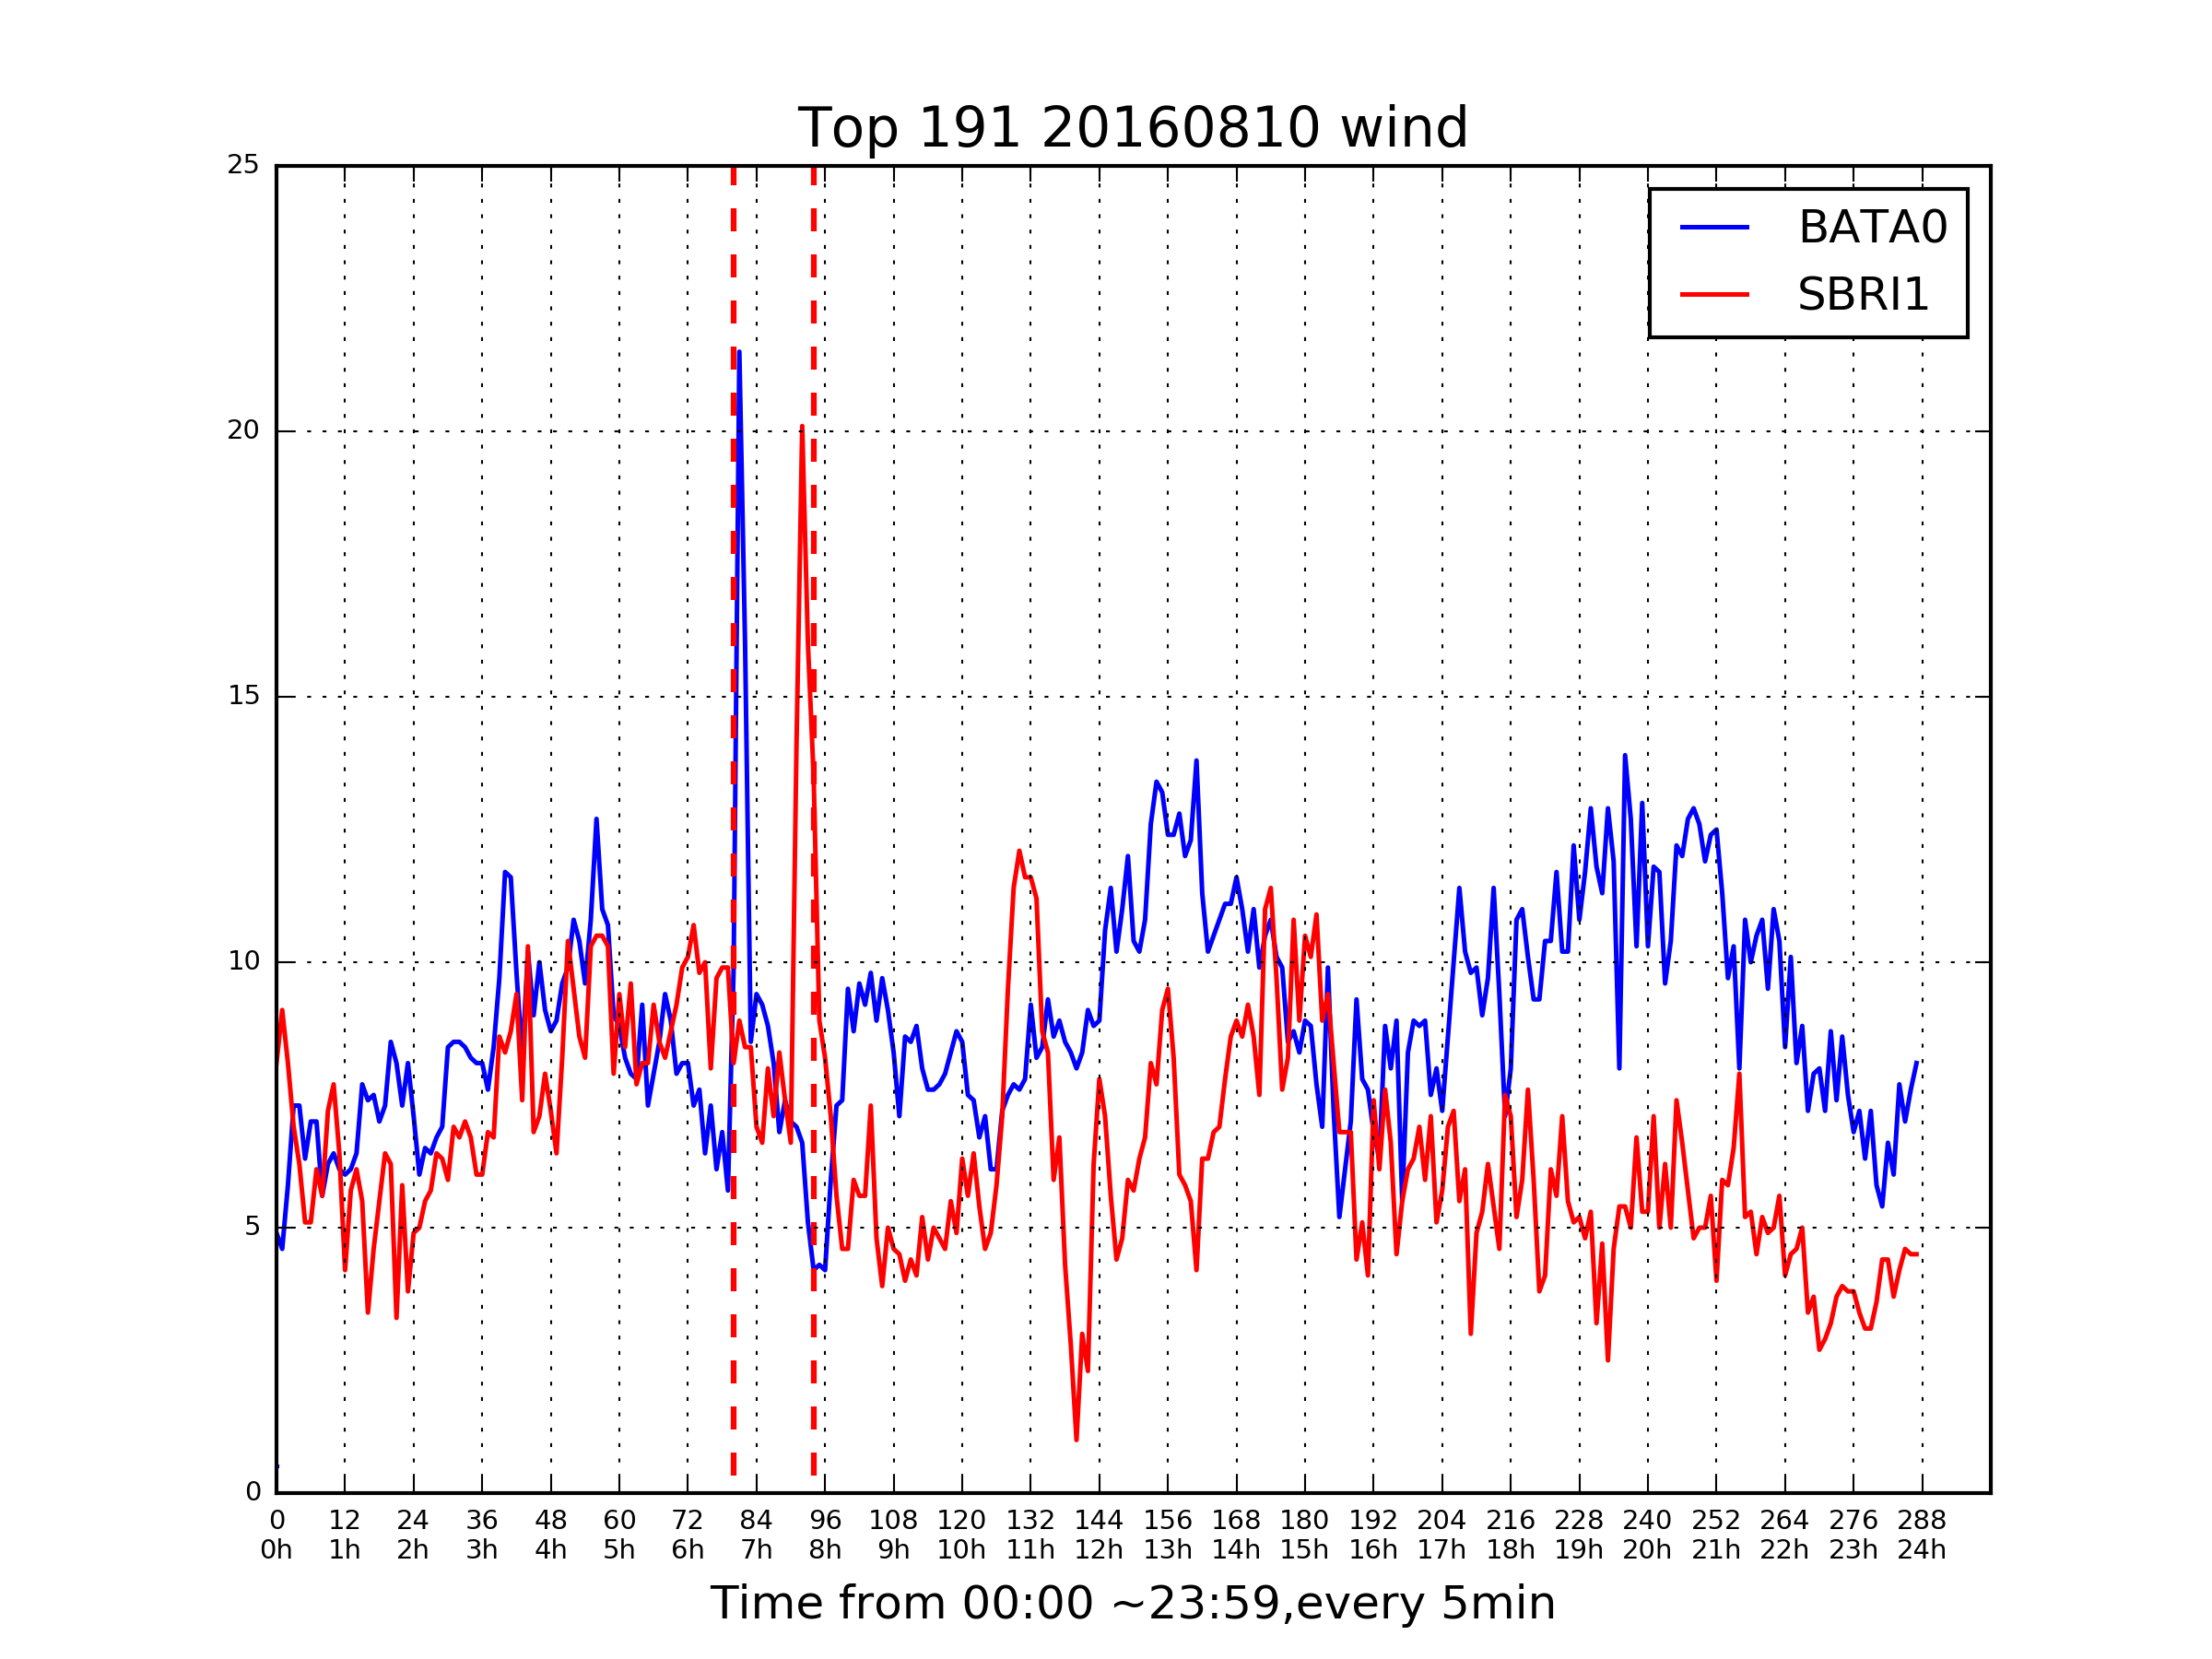 Top 191 20160810 wind
BATA0
SBRI1
25
20
15
10
5
0
0 12 24 36 48 60 72 84 96 108 120 132 144 156 168 180 192 204 216 228 240 252 264 276 288
0h 1h 2h 3h 4h 5h 6h 7h 8h 9h 10h 11h 12h 13h 14h 15h 16h 17h 18h 19h 20h 21h 22h 23h 24h
Time from 00:00 ~23:59,every 5min